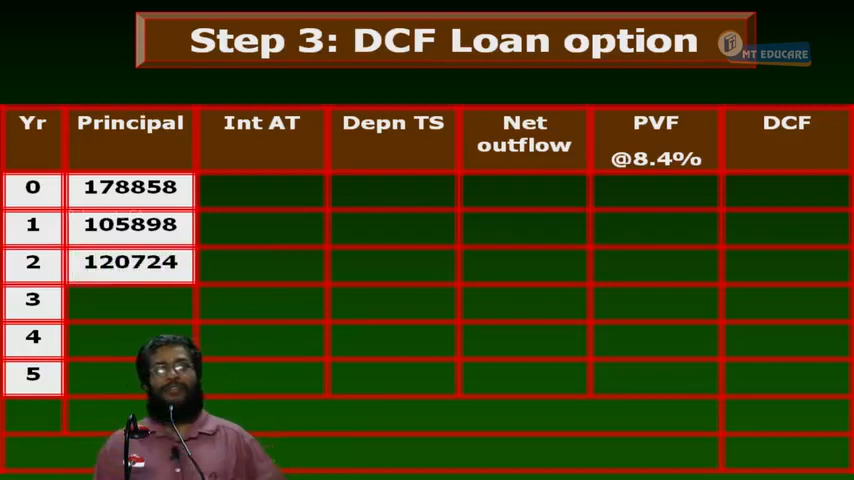 Step 3: DCF Loan option
MT EDUCARE
Yr Principal Int AT Depn TS Net outflow PVF @8.4% DCF
0 178858
1 105898
2 120724
3
4
5